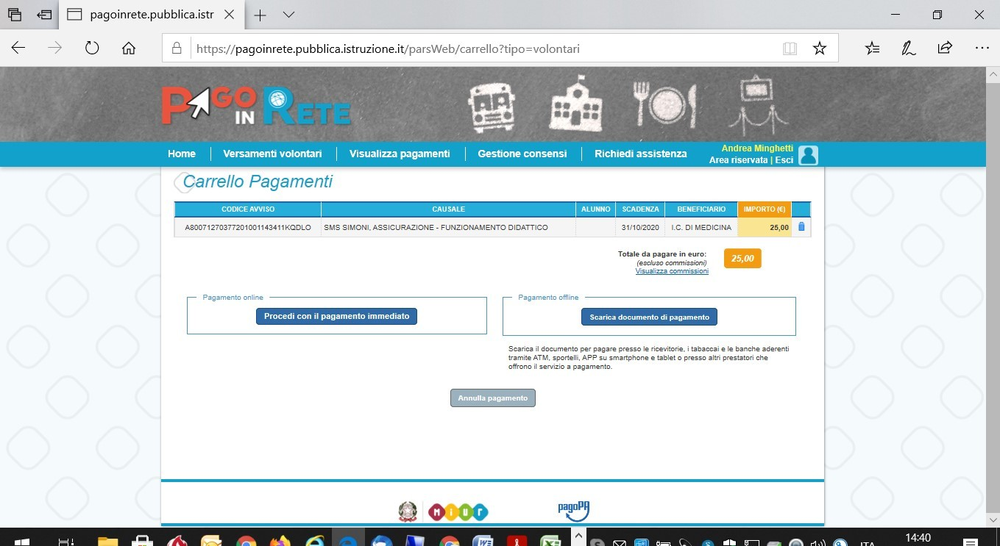 pagoinrete.pubblica.istr
https://pagoinrete.pubblica.istruzione.it/parsWeb/carrello?tipo=volontari
PAGO IN RETE
Home Versamenti volontari Visualizza pagamenti Gestione consensi Richiedi assistenza
Andrea Minghetti
Area riservata | Esci
Carrello Pagamenti
CODICE AVVISO CAUSALE ALUNNO SCADENZA BENEFICIARIO IMPORTO (€)
A80071270377201001143411KQDLO SMS SIMONI, ASSICURAZIONE - FUNZIONAMENTO DIDATTICO 31/10/2020 I.C. DI MEDICINA 25,00
Totale da pagare in euro: 25,00
(escluso commissioni)
Visualizza commissioni
Pagamento online
Procedi con il pagamento immediato
Pagamento offline
Scarica documento di pagamento
Scarica il documento per pagare presso le ricevitorie, i tabaccai e le banche aderenti
tramite ATM, sportelli, APP su smartphone e tablet o presso altri prestatori che
offrono il servizio a pagamento.
Annulla pagamento
MIUR
pagoPA
14:40
ITA